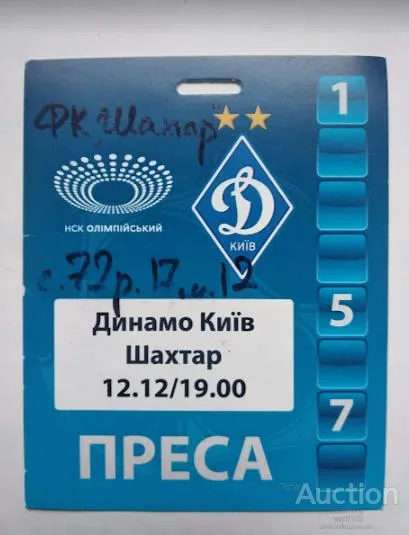 ФК "Шахтар"
1
НСК ОЛІМПІЙСЬКИЙ
Д
КИЇВ
с.72 р.17 м.12
Динамо Київ
Шахтар
12.12/19.00
5
7
ПРЕСА
Auction